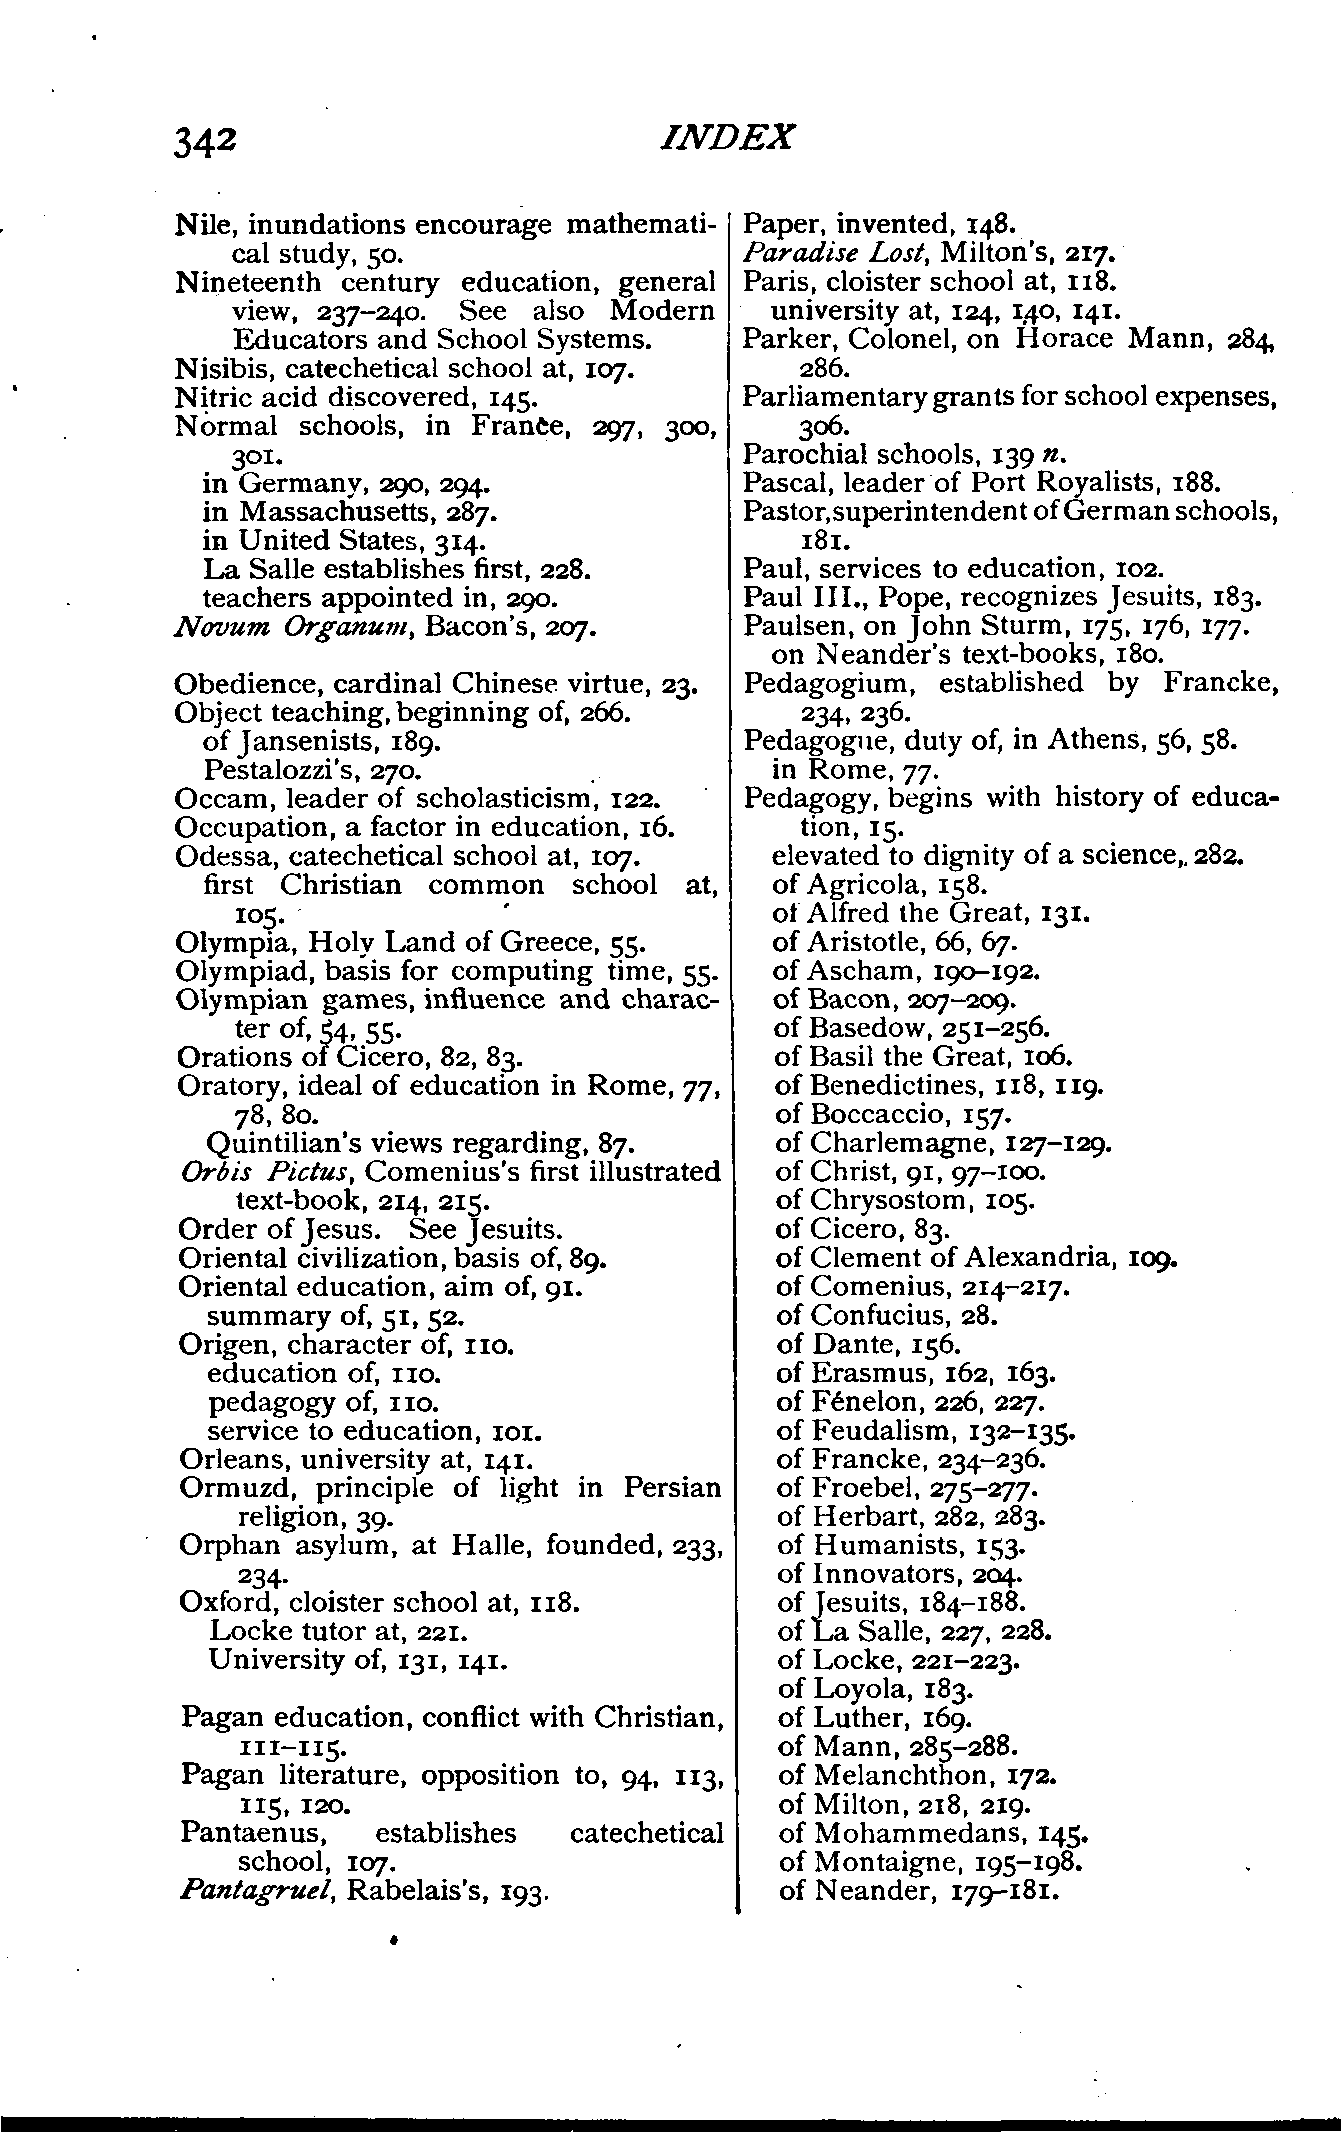 342
INDEX
Nile, inundations encourage mathemati-
cal study, 50.
Nineteenth century education, general
view, 237–240. See also Modern
Educators and School Systems.
Nisibis, catechetical school at, 107.
Nitric acid discovered, 145.
Normal schools, in France, 297, 300,
301.
in Germany, 290, 294.
in Massachusetts, 287.
in United States, 314.
La Salle establishes first, 228.
teachers appointed in, 290.
Novum Organum, Bacon's, 207.
Obedience, cardinal Chinese virtue, 23.
Object teaching, beginning of, 266.
of Jansenists, 189.
Pestalozzi's, 270.
Occam, leader of scholasticism, 122.
Occupation, a factor in education, 16.
Odessa, catechetical school at, 107.
first Christian common school at,
105.
Olympia, Holy Land of Greece, 55.
Olympiad, basis for computing time, 55.
Olympian games, influence and charac-
ter of, 54, 55.
Orations of Cicero, 82, 83.
Oratory, ideal of education in Rome, 77,
78, 80.
Quintilian's views regarding, 87.
Orbis Pictus, Comenius's first illustrated
text-book, 214, 215.
Order of Jesus. See Jesuits.
Oriental civilization, basis of, 89.
Oriental education, aim of, 91.
summary of, 51, 52.
Origen, character of, 110.
education of, 110.
pedagogy of, 110.
service to education, 101.
Orleans, university at, 141.
Ormuzd, principle of light in Persian
religion, 39.
Orphan asylum, at Halle, founded, 233,
234.
Oxford, cloister school at, 118.
Locke tutor at, 221.
University of, 131, 141.
Pagan education, conflict with Christian,
111–115.
Pagan literature, opposition to, 94, 113,
115, 120.
Pantaenus, establishes catechetical
school, 107.
Pantagruel, Rabelais's, 193.
Paper, invented, 148.
Paradise Lost, Milton's, 217.
Paris, cloister school at, 118.
university at, 124, 140, 141.
Parker, Colonel, on Horace Mann, 284,
286.
Parliamentary grants for school expenses,
306.
Parochial schools, 139 n.
Pascal, leader of Port Royalists, 188.
Pastor, superintendent of German schools,
181.
Paul, services to education, 102.
Paul III., Pope, recognizes Jesuits, 183.
Paulsen, on John Sturm, 175, 176, 177.
on Neander's text-books, 180.
Pedagogium, established by Francke,
234, 236.
Pedagogue, duty of, in Athens, 56, 58.
in Rome, 77.
Pedagogy, begins with history of educa-
tion, 15.
elevated to dignity of a science, 282.
of Agricola, 158.
of Alfred the Great, 131.
of Aristotle, 66, 67.
of Ascham, 190–192.
of Bacon, 207–209.
of Basedow, 251–256.
of Basil the Great, 106.
of Benedictines, 118, 119.
of Boccaccio, 157.
of Charlemagne, 127–129.
of Christ, 91, 97–100.
of Chrysostom, 105.
of Cicero, 83.
of Clement of Alexandria, 109.
of Comenius, 214–217.
of Confucius, 28.
of Dante, 156.
of Erasmus, 162, 163.
of Fénelon, 226, 227.
of Feudalism, 132–135.
of Francke, 234–236.
of Froebel, 275–277.
of Herbart, 282, 283.
of Humanists, 153.
of Innovators, 204.
of Jesuits, 184–188.
of La Salle, 227, 228.
of Locke, 221–223.
of Loyola, 183.
of Luther, 169.
of Mann, 285–288.
of Melanchthon, 172.
of Milton, 218, 219.
of Mohammedans, 145.
of Montaigne, 195–198.
of Neander, 179–181.